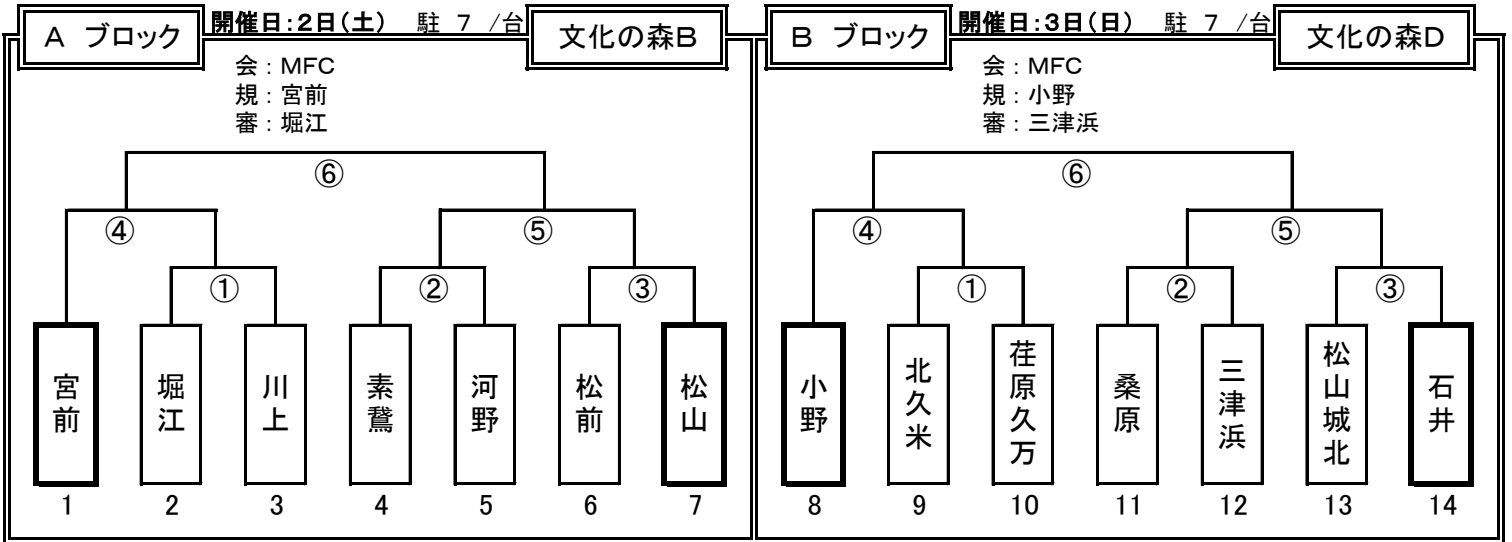 A ブロック
開催日:2日(土) 駐 7 /台
文化の森B
会:MFC
規:宮前
審:堀江
⑥
④
⑤
①
②
③
宮前
堀江
川上
素鵞
河野
松前
松山
1 2 3 4 5 6 7
B ブロック
開催日:3日(日) 駐 7 /台
文化の森D
会:MFC
規:小野
審:三津浜
⑥
④
⑤
①
②
③
小野
北久米
荏原久万
桑原
三津浜
松山城北
石井
8 9 10 11 12 13 14